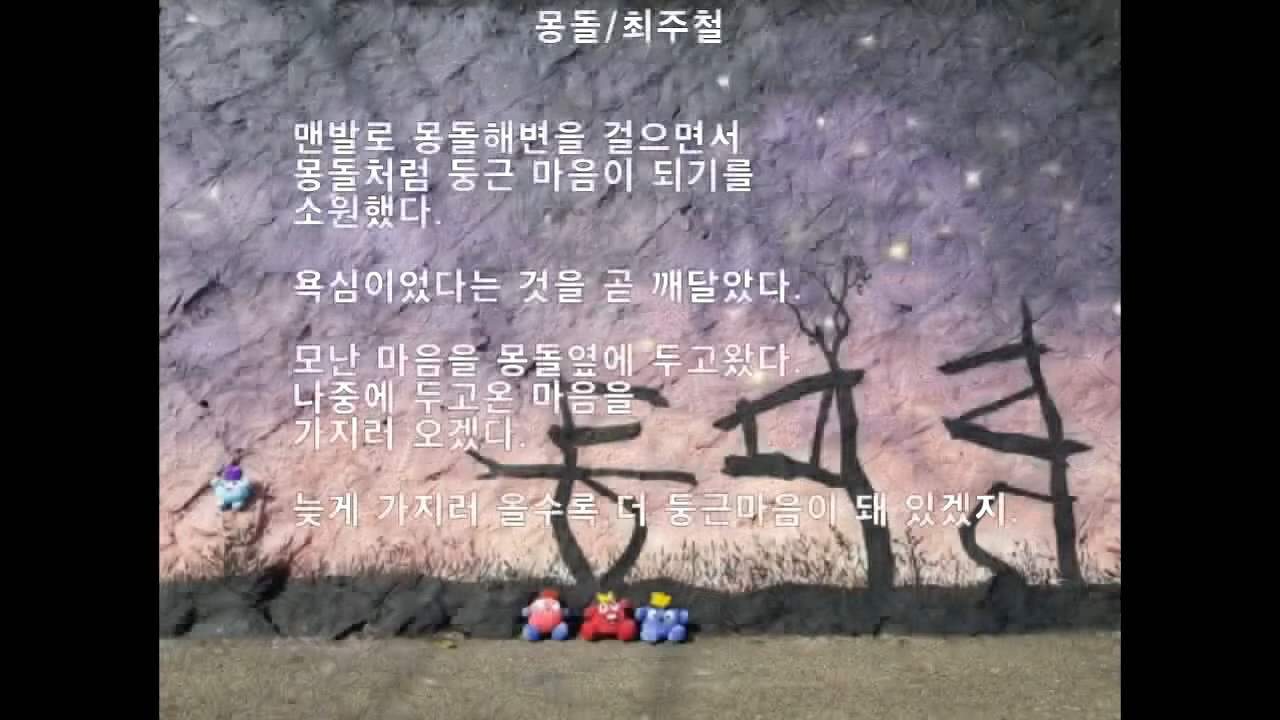 몽돌/최주철
맨발로 몽돌해변을 걸으면서
몽돌처럼 둥근 마음이 되기를
소원했다.
욕심이었다는 것을 곧 깨달았다.
모난 마음을 몽돌옆에 두고왔다.
나중에 두고온 마음을
가지러 오겠다.
늦게 가지러 올수록 더 둥근마음이 돼 있겠지.